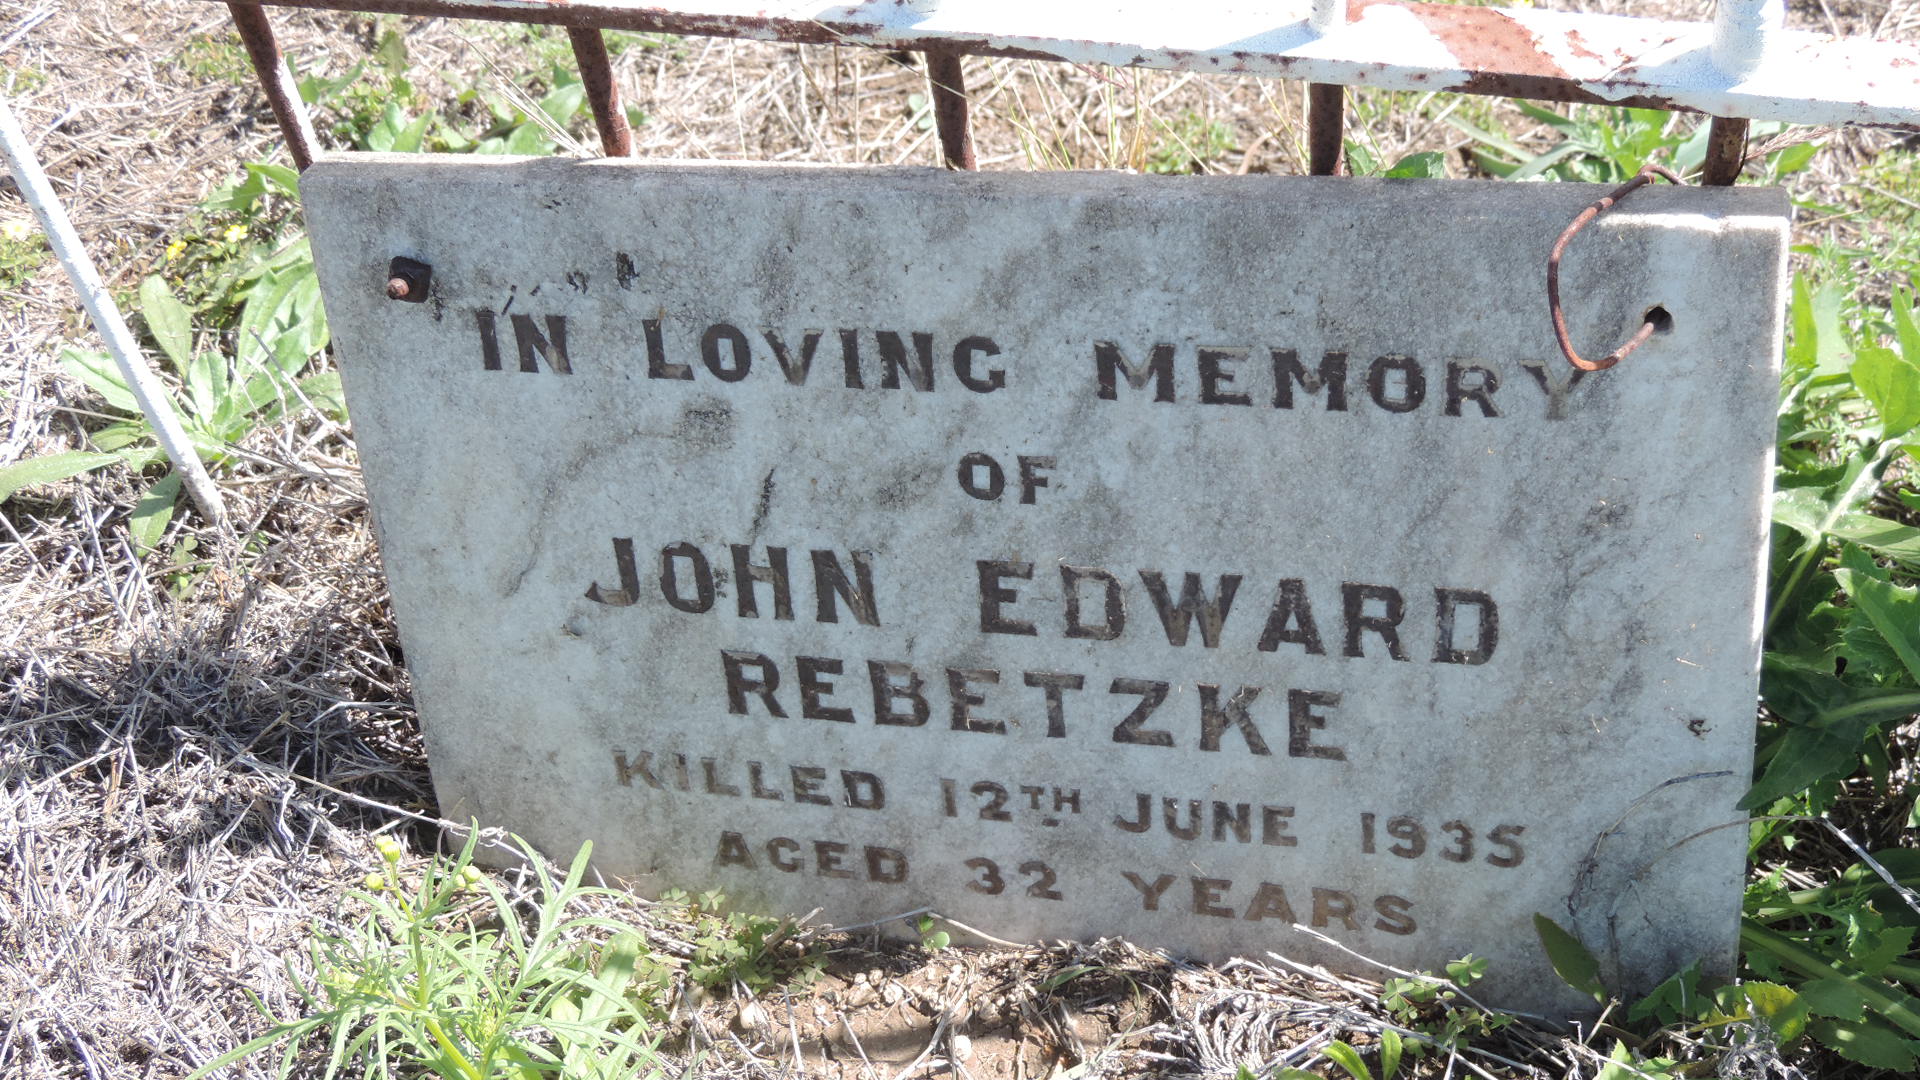 IN LOVING MEMORY
OF
JOHN EDWARD
REBETZKE
KILLED 12TH JUNE 1935
AGED 32 YEARS